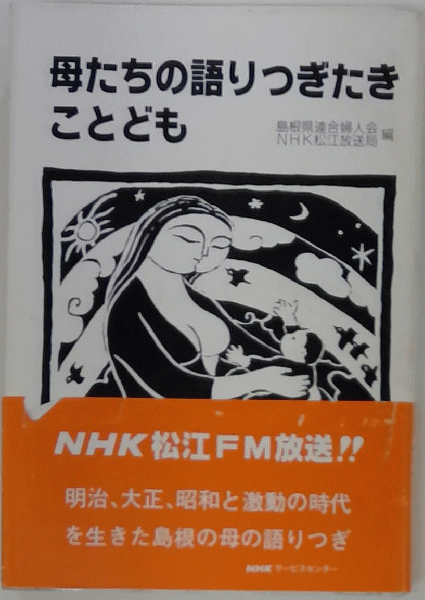 母たちの語りつぎたき
ことども
島根県連合婦人会
NHK松江放送局 編
NHK松江FM放送!!
明治、大正、昭和と激動の時代
を生きた島根の母の語りつぎ
NHKサービスセンター